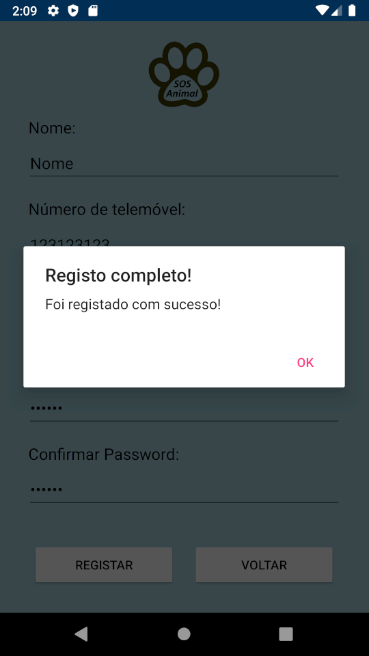 2:09
SOS
Animal
Nome:
Nome
Número de telemóvel:
123123123
Registo completo!
Foi registado com sucesso!
OK
••••••
Confirmar Password:
••••••
REGISTAR
VOLTAR